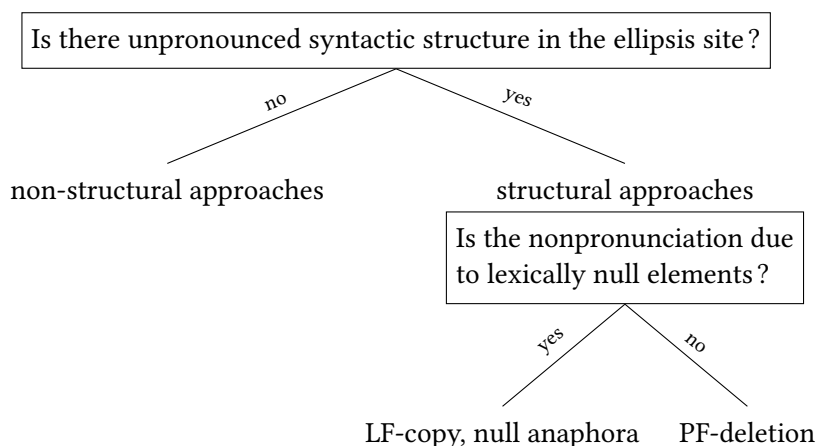 Is there unpronounced syntactic structure in the ellipsis site?
no
yes
non-structural approaches
structural approaches
Is the nonpronunciation due
to lexically null elements?
yes
no
LF-copy, null anaphora
PF-deletion